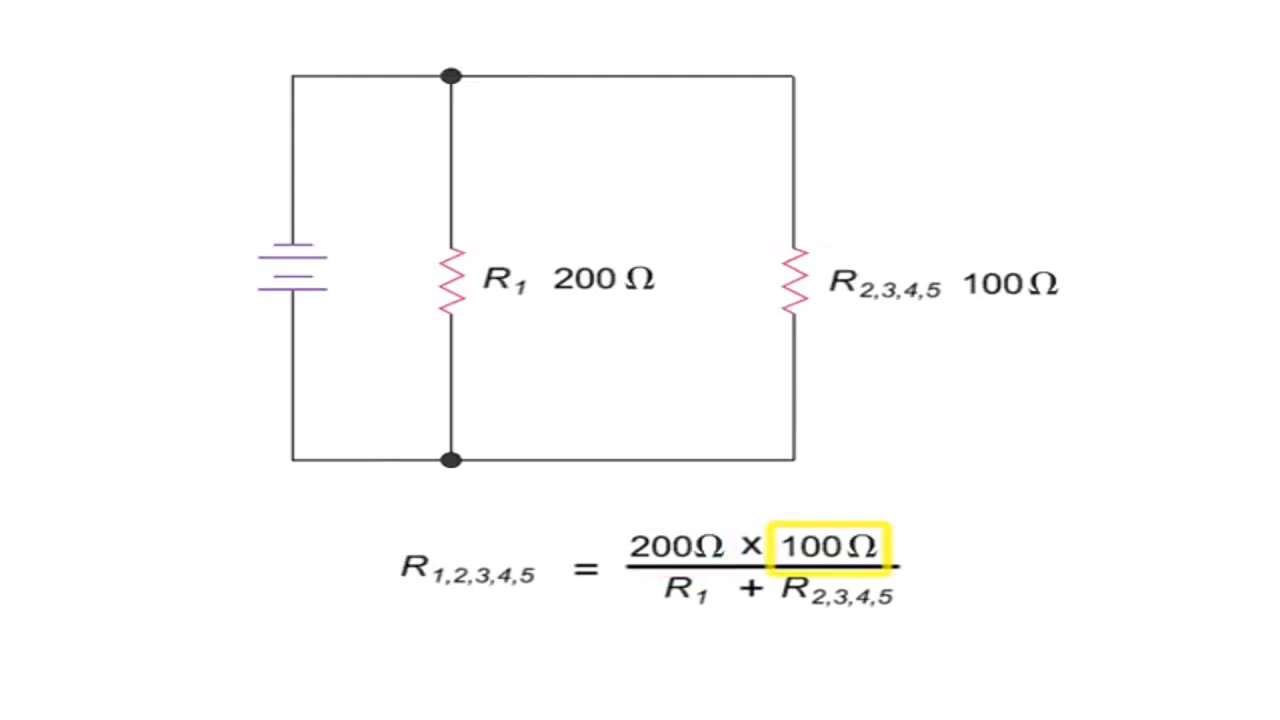 R1 200 Ω
R2,3,4,5 100 Ω
200Ω x 100Ω
R1,2,3,4,5 =
R1 + R2,3,4,5